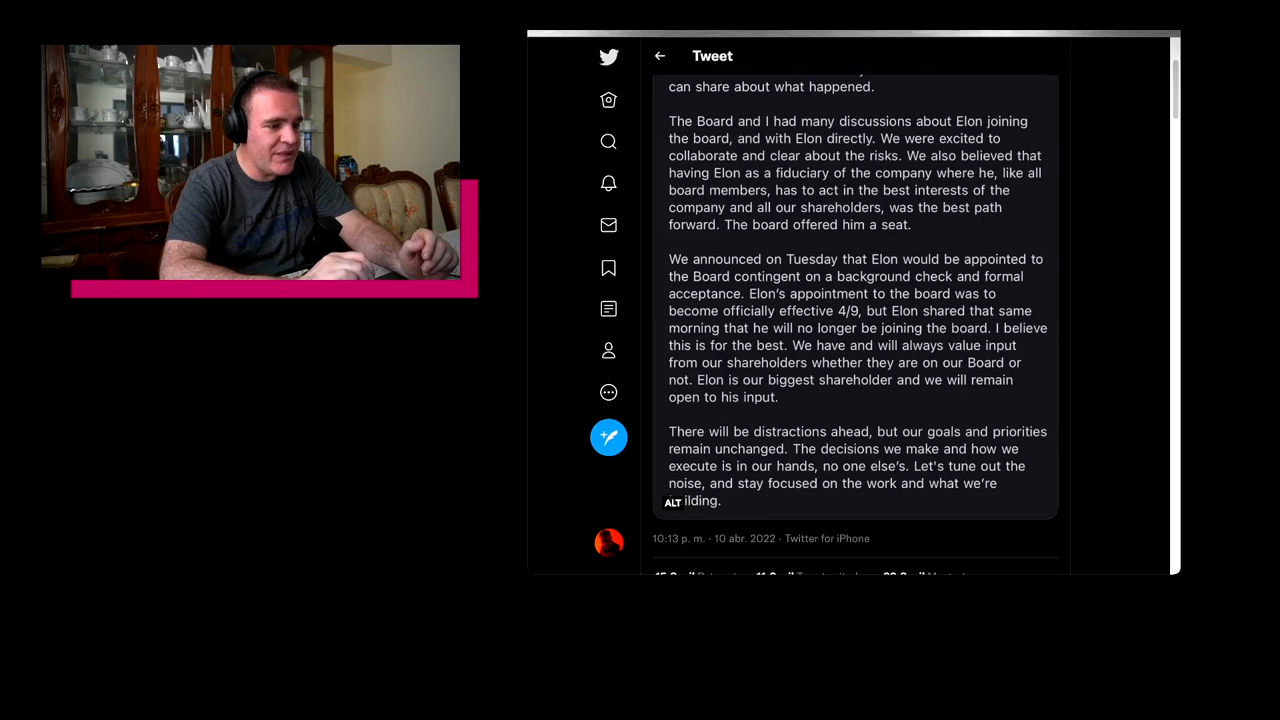 Tweet
can share about what happened.
The Board and I had many discussions about Elon joining
the board, and with Elon directly. We were excited to
collaborate and clear about the risks. We also believed that
having Elon as a fiduciary of the company where he, like all
board members, has to act in the best interests of the
company and all our shareholders, was the best path
forward. The board offered him a seat.
We announced on Tuesday that Elon would be appointed to
the Board contingent on a background check and formal
acceptance. Elon’s appointment to the board was to
become officially effective 4/9, but Elon shared that same
morning that he will no longer be joining the board. I believe
this is for the best. We have and will always value input
from our shareholders whether they are on our Board or
not. Elon is our biggest shareholder and we will remain
open to his input.
There will be distractions ahead, but our goals and priorities
remain unchanged. The decisions we make and how we
execute is in our hands, no one else’s. Let's tune out the
noise, and stay focused on the work and what we’re
ALT ilding.
10:13 p. m. · 10 abr. 2022 · Twitter for iPhone
podcast